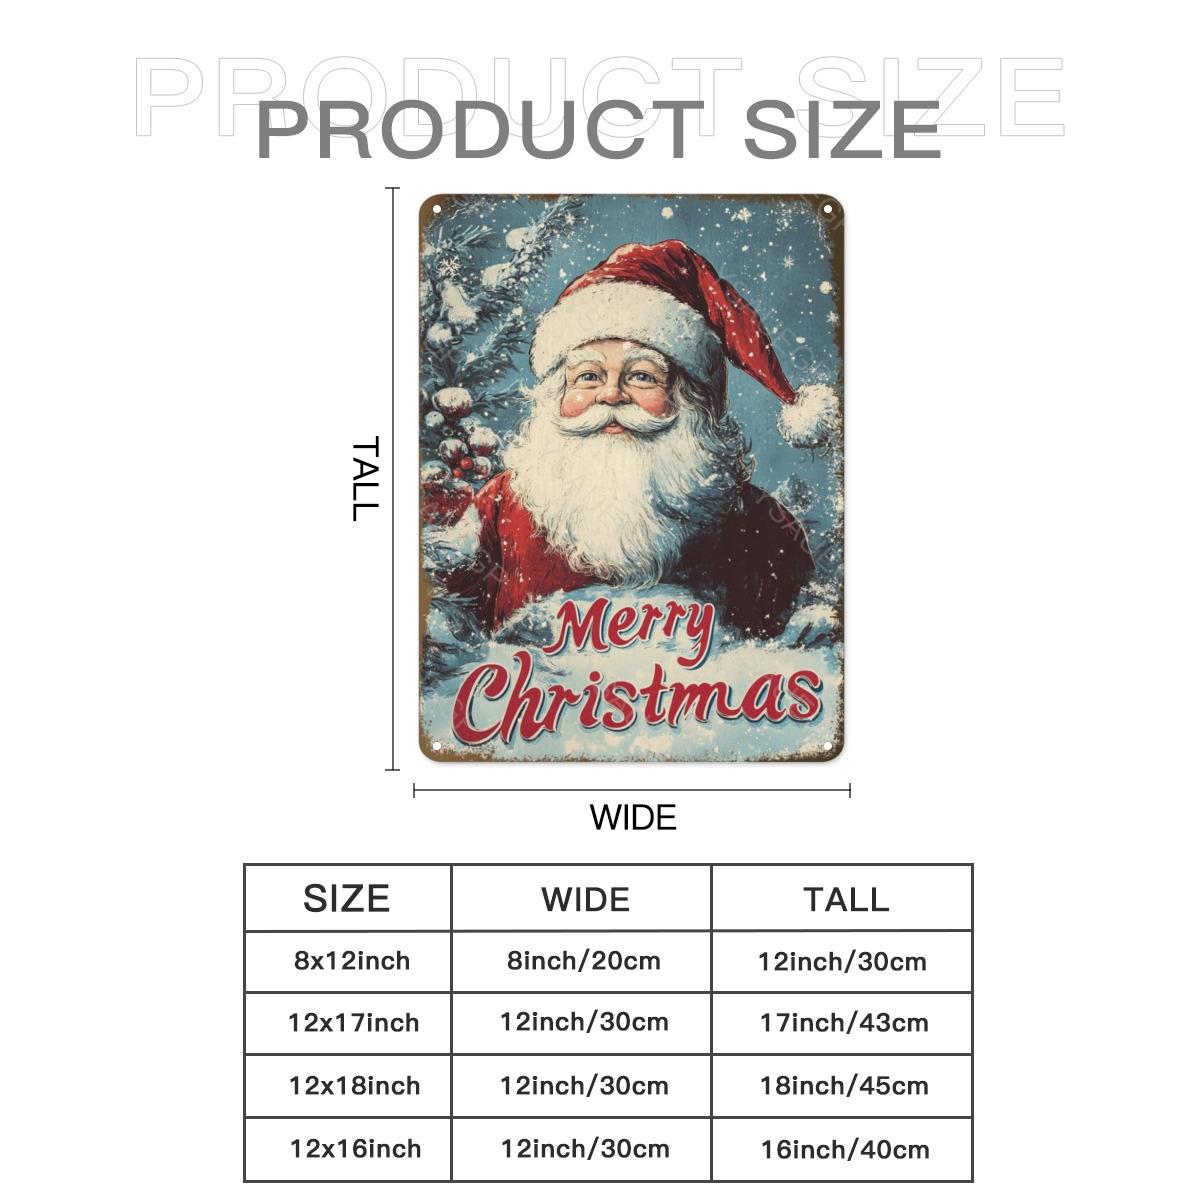 PRODUCT SIZE
PRODUCT SIZE
TALL
Merry
Christmas
WIDE
SIZE WIDE TALL
8x12inch 8inch/20cm 12inch/30cm
12x17inch 12inch/30cm 17inch/43cm
12x18inch 12inch/30cm 18inch/45cm
12x16inch 12inch/30cm 16inch/40cm